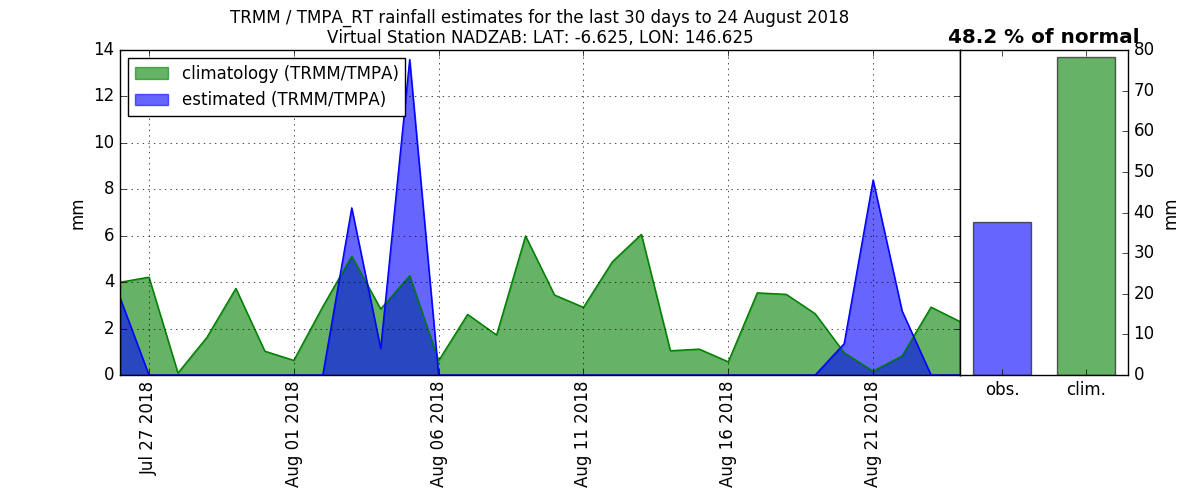 TRMM / TMPA_RT rainfall estimates for the last 30 days to 24 August 2018
Virtual Station NADZAB: LAT: -6.625, LON: 146.625
48.2 % of normal
climatology (TRMM/TMPA)
estimated (TRMM/TMPA)
mm
14
12
10
8
6
4
2
0
Jul 27 2018
Aug 01 2018
Aug 06 2018
Aug 11 2018
Aug 16 2018
Aug 21 2018
80
70
60
50
40
30
20
10
0
mm
obs.
clim.